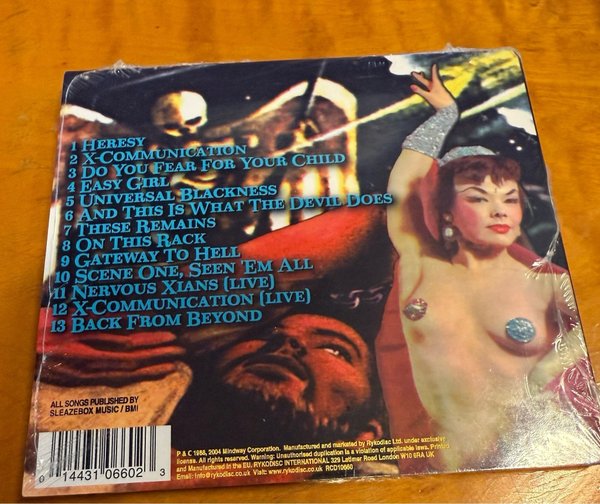 1 Heresy
2 X-Communication
3 Do You Fear For Your Child
4 Easy Girl
5 Universal Blackness
6 And This Is What The Devil Does
7 These Remains
8 On This Rack
9 Gateway To Hell
10 Scene One, Seen 'Em All
11 Nervous Xians (live)
12 X-Communication (live)
13 Back From Beyond
ALL SONGS PUBLISHED BY
SLEAZEBOX MUSIC / BMI
0 14431 06602 3
P & C 1988, 2004 Mindway Corporation. Manufactured and marketed by Rykodisc Ltd. under exclusive
license. All rights reserved. Warning: Unauthorised duplication is a violation of applicable laws. Printed
and Manufactured in the EU. RYKODISC INTERNATIONAL 329 Latimer Road London W10 6RA UK
Email: info@rykodisc.co.uk Visit: www.rykodisc.co.uk RCD10660